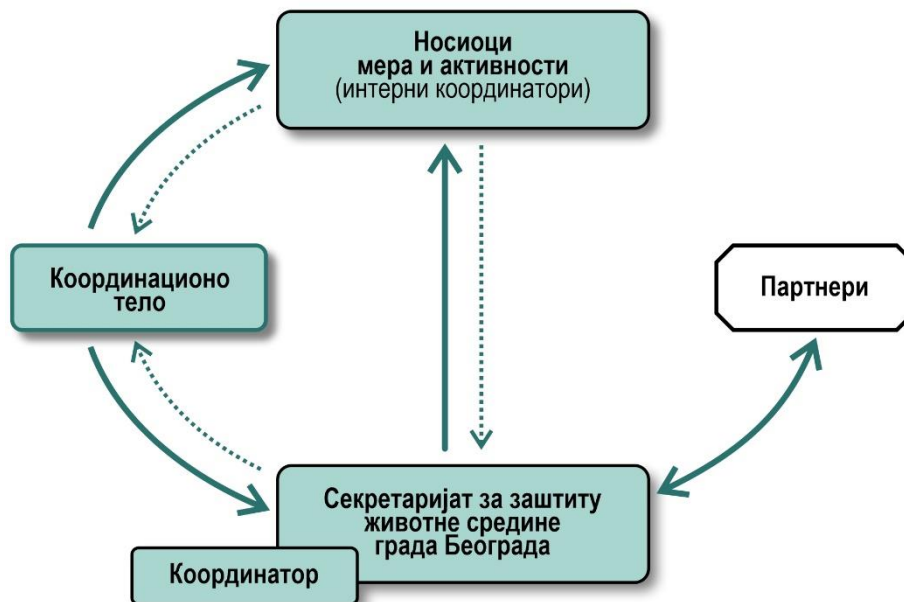 Носиоци
мера и активности
(интерни координатори)
Координационо
тело
Партнери
Секретаријат за заштиту
животне средине
града Београда
Координатор